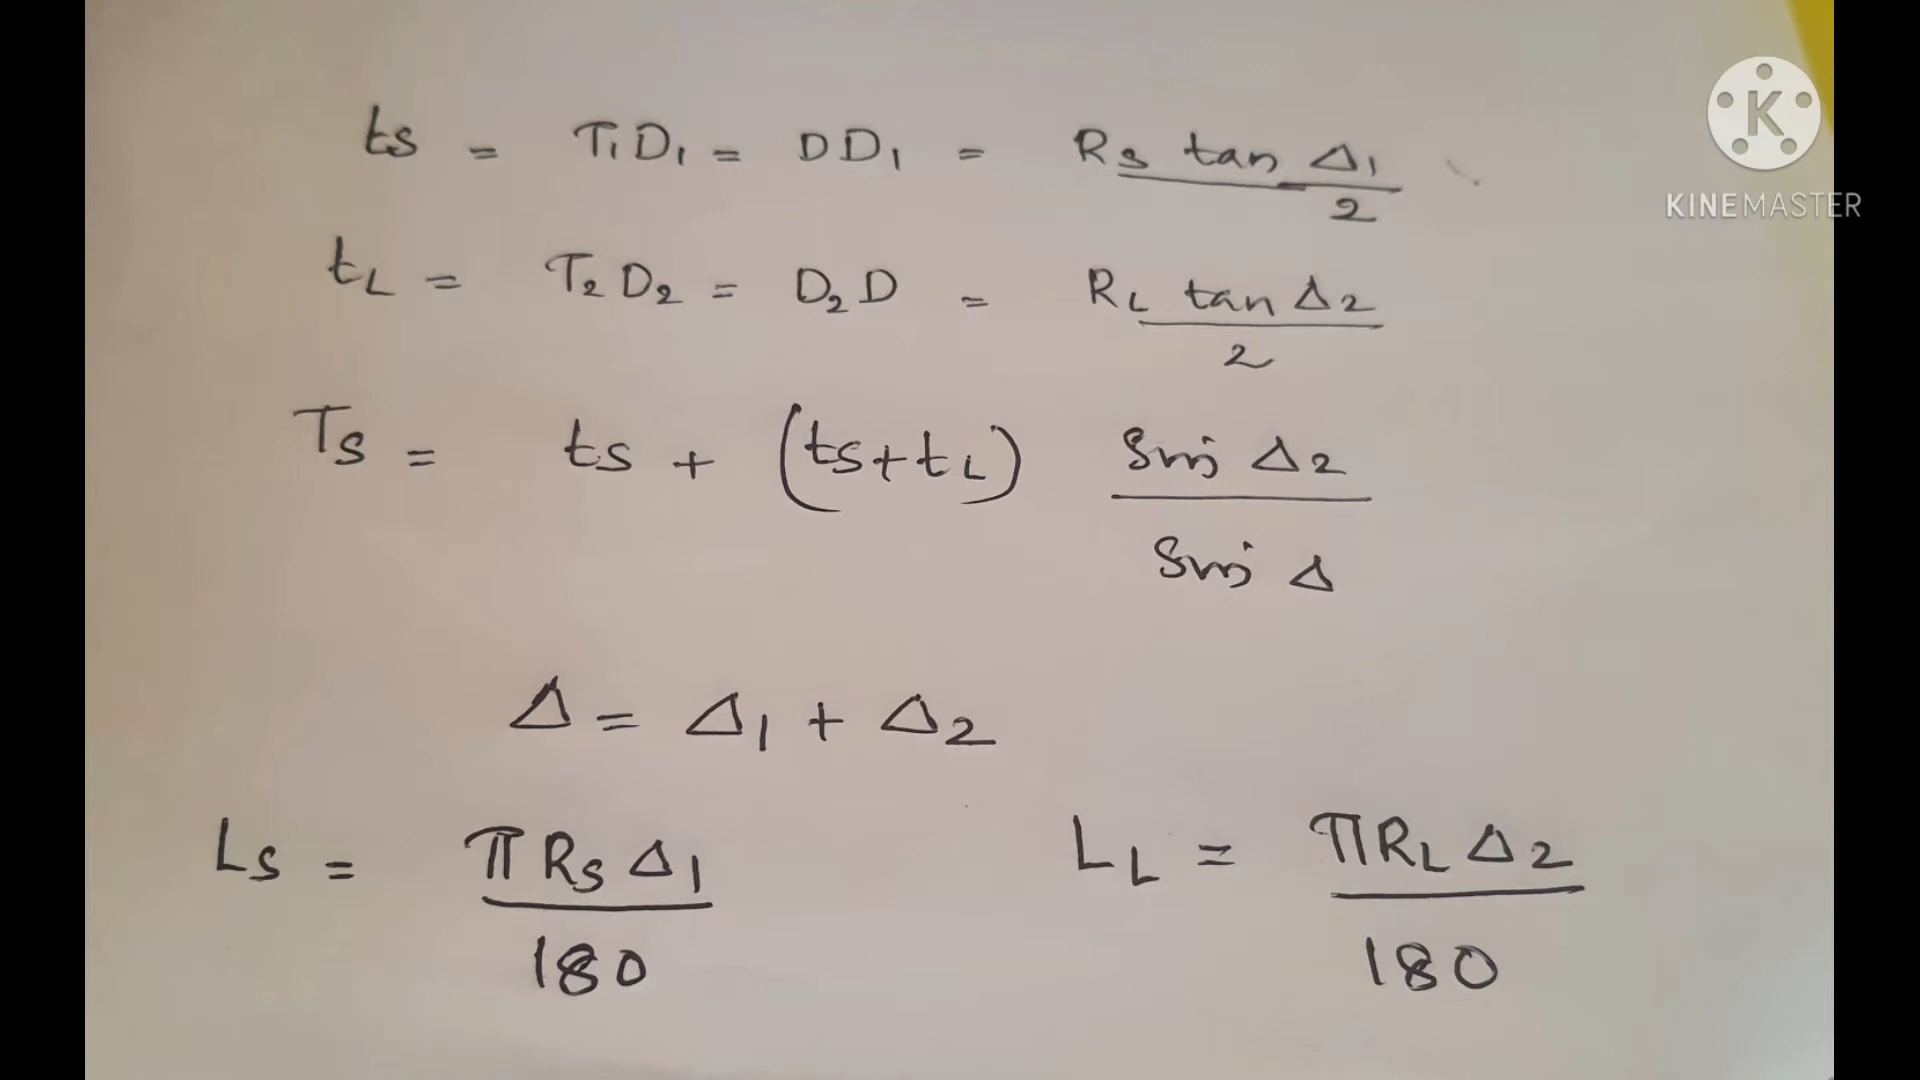 ts = T1D1 = DD1 = Rs tan Δ1
2
tL = T2D2 = D2D = RL tan Δ2
2
Ts = ts + (ts+tL) Sin Δ2
Sin Δ
Δ = Δ1 + Δ2
Ls = πRsΔ1
180
LL = πRLΔ2
180
K
KINEMASTER